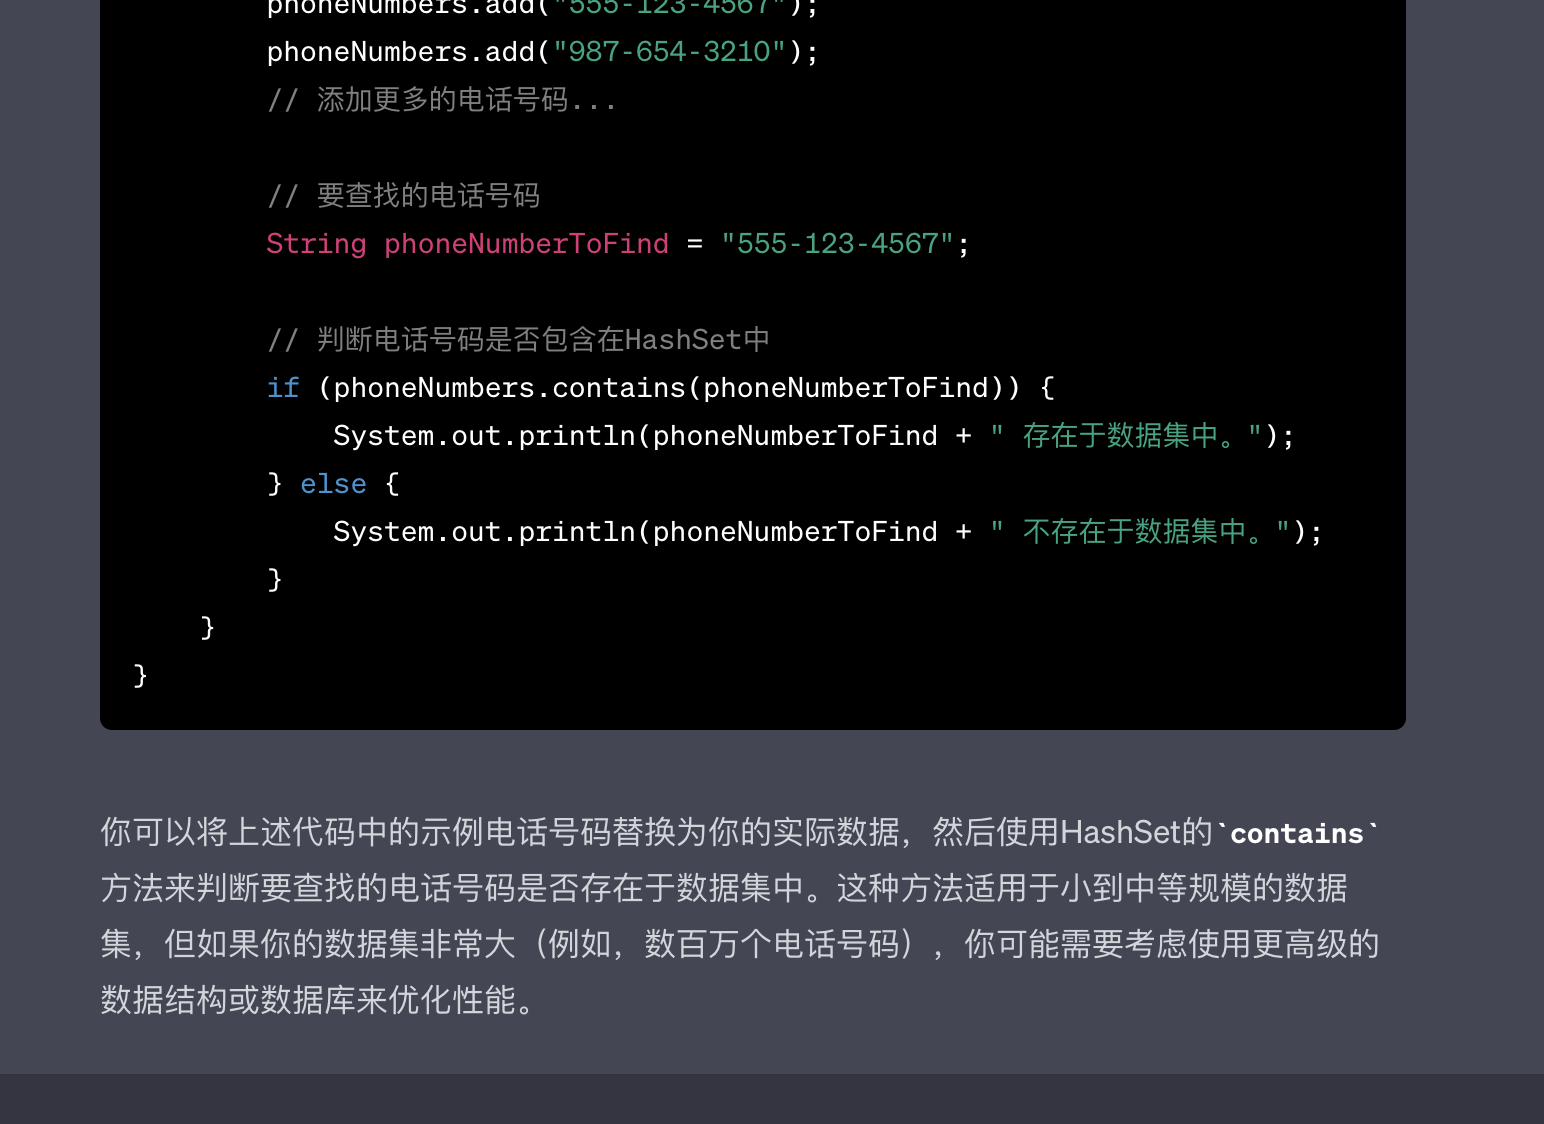 phoneNumbers.add("555-123-4567");
phoneNumbers.add("987-654-3210");
// 添加更多的电话号码...
// 要查找的电话号码
String phoneNumberToFind = "555-123-4567";
// 判断电话号码是否包含在HashSet中
if (phoneNumbers.contains(phoneNumberToFind)) {
System.out.println(phoneNumberToFind + " 存在于数据集中。");
} else {
System.out.println(phoneNumberToFind + " 不存在于数据集中。");
}
}
}
你可以将上述代码中的示例电话号码替换为你的实际数据，然后使用HashSet的`contains`
方法来判断要查找的电话号码是否存在于数据集中。这种方法适用于小到中等规模的数据
集，但如果你的数据集非常大（例如，数百万个电话号码），你可能需要考虑使用更高级的
数据结构或数据库来优化性能。